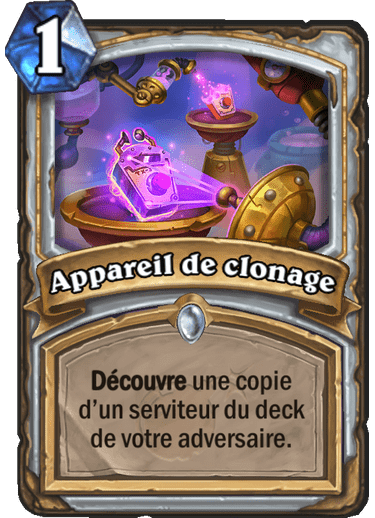 1
Appareil de clonage
Découvre une copie
d'un serviteur du deck
de votre adversaire.